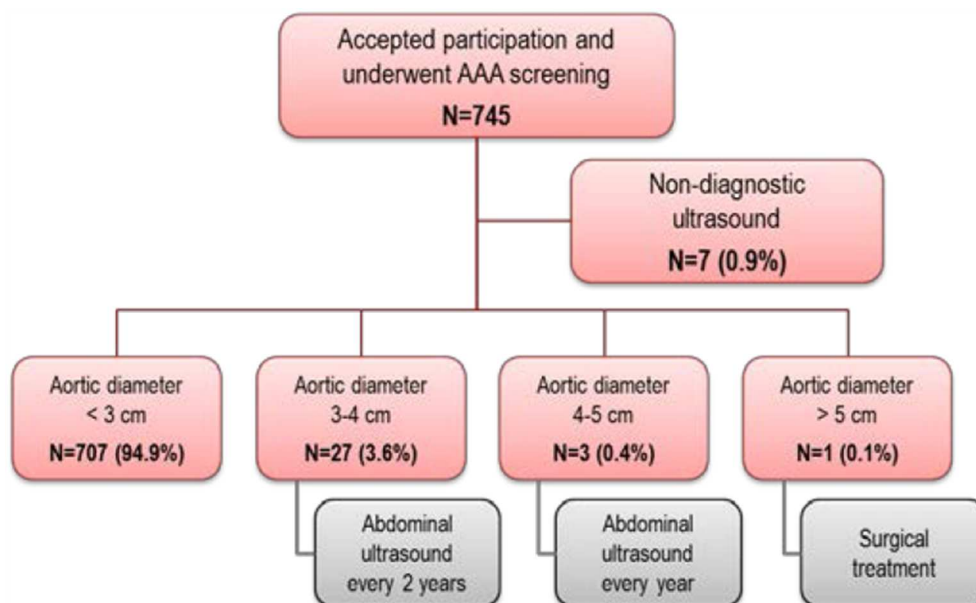 Accepted participation and
underwent AAA screening
N=745
Non-diagnostic
ultrasound
N=7 (0.9%)
Aortic diameter
< 3 cm
N=707 (94.9%)
Aortic diameter
3-4 cm
N=27 (3.6%)
Aortic diameter
4-5 cm
N=3 (0.4%)
Aortic diameter
> 5 cm
N=1 (0.1%)
Abdominal
ultrasound
every 2 years
Abdominal
ultrasound
every year
Surgical
treatment